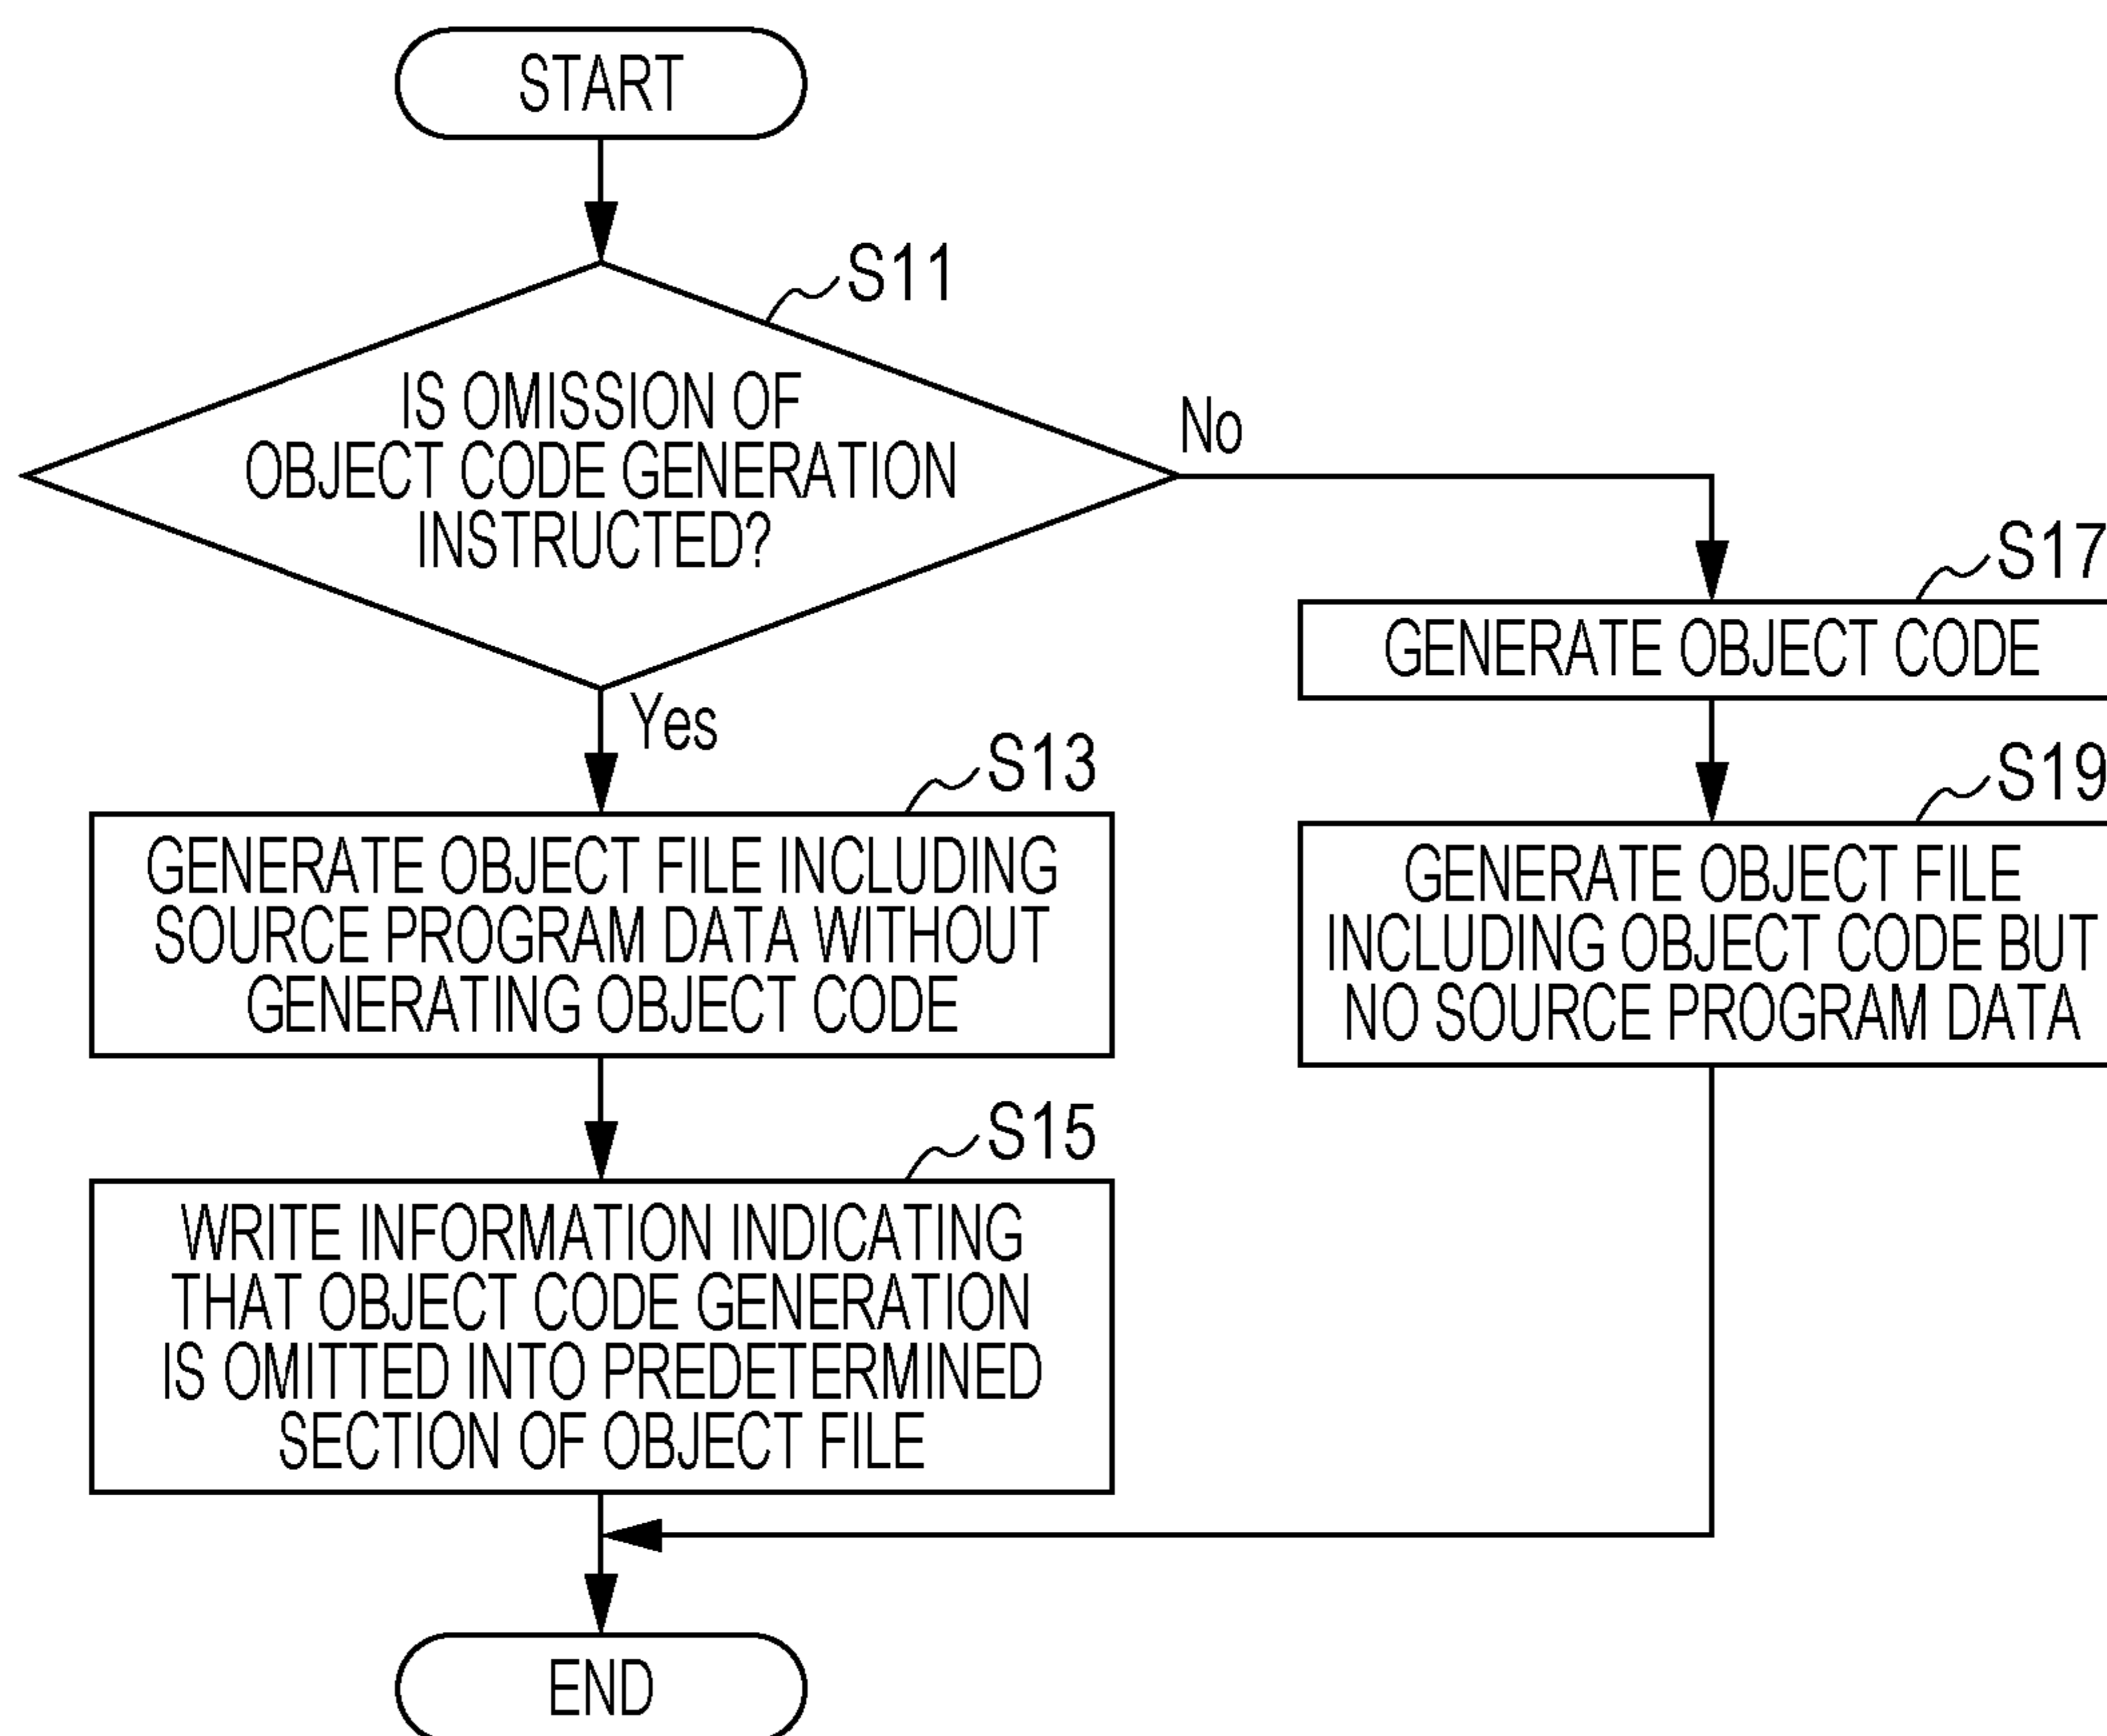 START
S11
IS OMISSION OF
OBJECT CODE GENERATION
INSTRUCTED?
No
Yes
S13
GENERATE OBJECT FILE INCLUDING
SOURCE PROGRAM DATA WITHOUT
GENERATING OBJECT CODE
S15
WRITE INFORMATION INDICATING
THAT OBJECT CODE GENERATION
IS OMITTED INTO PREDETERMINED
SECTION OF OBJECT FILE
S17
GENERATE OBJECT CODE
S19
GENERATE OBJECT FILE
INCLUDING OBJECT CODE BUT
NO SOURCE PROGRAM DATA
END